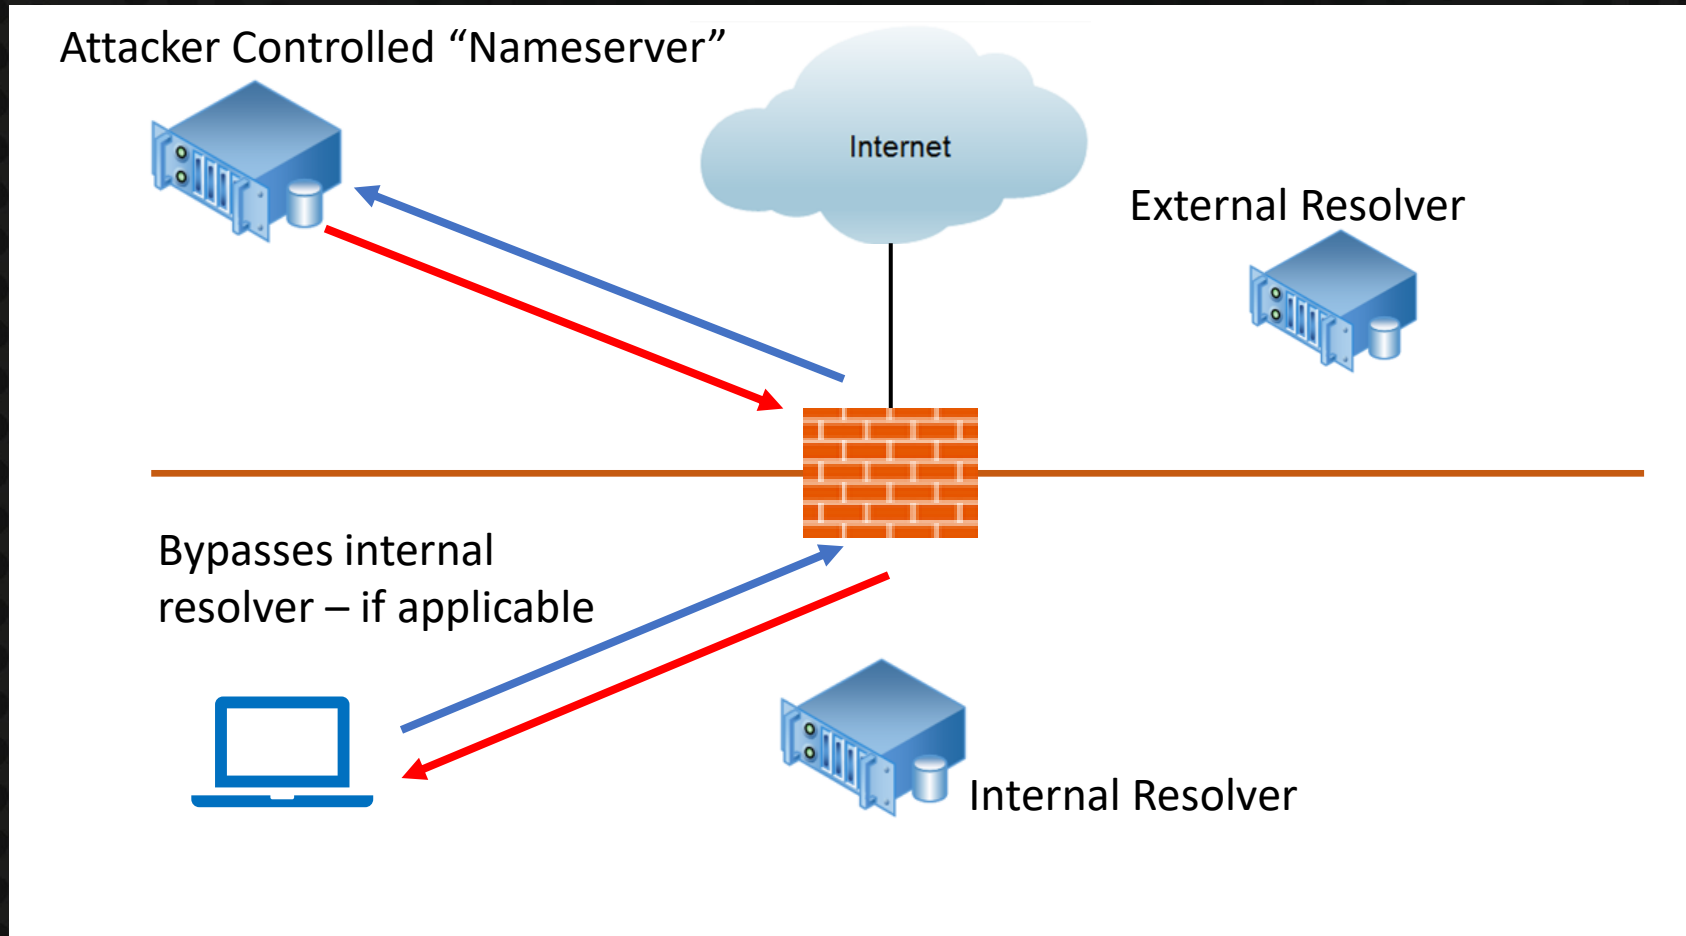 Attacker Controlled “Nameserver”
Internet
External Resolver
Bypasses internal
resolver – if applicable
Internal Resolver